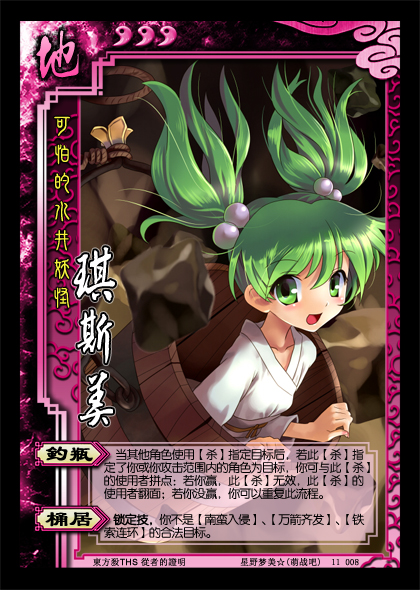 地
可怕的水井妖怪
琪斯美
釣瓶
当其他角色使用【杀】指定目标后，若此【杀】指
定了你或你攻击范围内的角色为目标，你可与此【杀】
的使用者拼点；若你赢，此【杀】无效，此【杀】的
使用者翻面；若你没赢，你可以重复此流程。
桶居
锁定技，你不是【南蛮入侵】、【万箭齐发】、【铁
索连环】的合法目标。
東方殺THS 從者的證明 星野梦美☆(萌战吧) 11 008